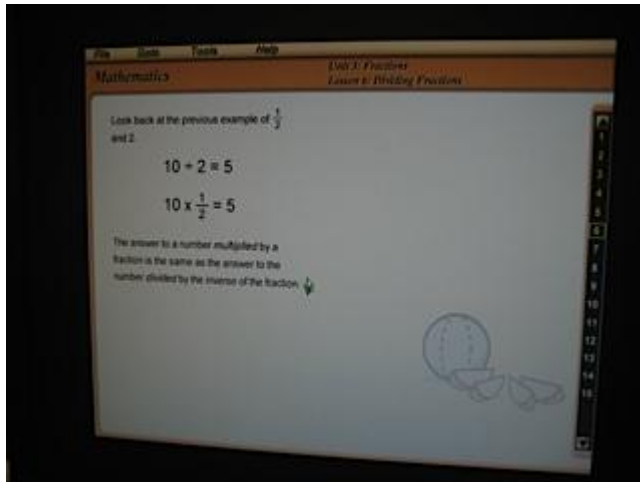 File Goto Tools Help
Mathematics
Unit 3: Fractions
Lesson 6: Dividing Fractions
Look back at the previous example of 1/2
and 2.
10 ÷ 2 = 5
10 x 1/2 = 5
The answer to a number multiplied by a
fraction is the same as the answer to the
number divided by the inverse of the fraction.
1
2
3
4
5
6
7
8
9
10
11
12
13
14
15